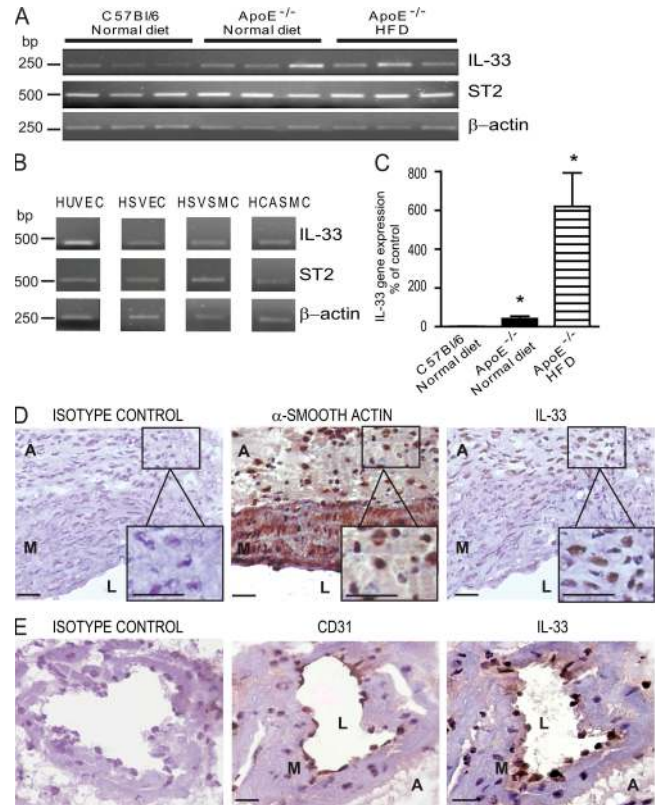 A
C57Bl/6 Normal diet
ApoE−/− Normal diet
ApoE−/− HFD
bp
250
IL-33
500
ST2
250
β–actin
B
HUVEC HSVEC HSVSMC HCASMC
bp
500
IL-33
500
ST2
250
β–actin
C
IL-33 gene expression
% of control
800
600
400
200
0
*
*
C57Bl/6
Normal diet
ApoE−/−
Normal diet
ApoE−/−
HFD
D
ISOTYPE CONTROL
α-SMOOTH ACTIN
IL-33
A
M
L
A
M
L
A
M
L
E
ISOTYPE CONTROL
CD31
IL-33
L
M
A
L
M
A